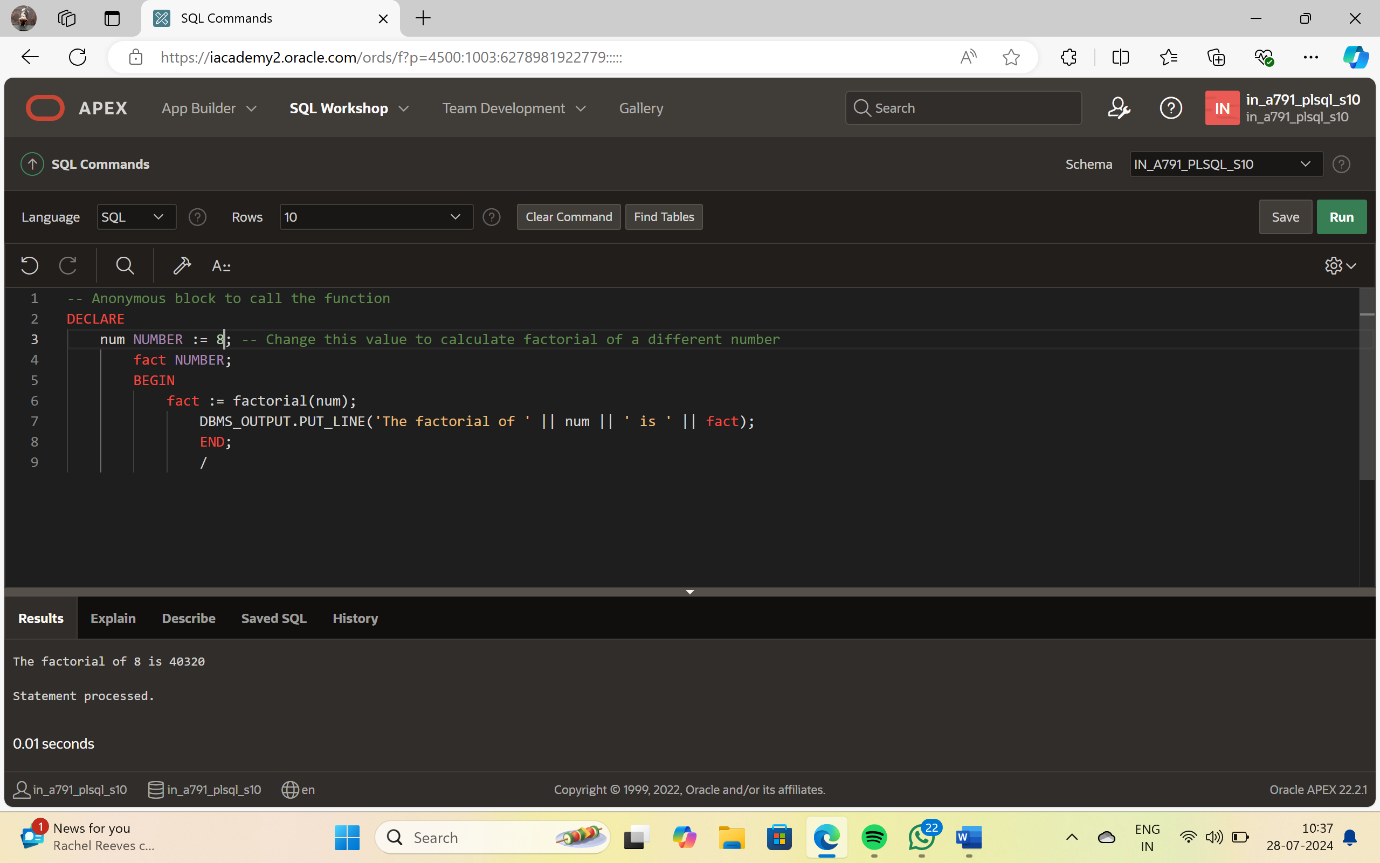 SQL Commands
https://iacademy2.oracle.com/ords/f?p=4500:1003:6278981922779:::::
APEX App Builder SQL Workshop Team Development Gallery Search IN in_a791_plsql_s10
in_a791_plsql_s10
SQL Commands Schema IN_A791_PLSQL_S10
Language SQL Rows 10 Clear Command Find Tables Save Run
1 -- Anonymous block to call the function
2 DECLARE
3 num NUMBER := 8; -- Change this value to calculate factorial of a different number
4 fact NUMBER;
5 BEGIN
6 fact := factorial(num);
7 DBMS_OUTPUT.PUT_LINE('The factorial of ' || num || ' is ' || fact);
8 END;
9 /
Results Explain Describe Saved SQL History
The factorial of 8 is 40320
Statement processed.
0.01 seconds
in_a791_plsql_s10 in_a791_plsql_s10 en Copyright © 1999, 2022, Oracle and/or its affiliates. Oracle APEX 22.2.1
1 News for you
Rachel Reeves c...
Search
22
ENG
IN
10:37
28-07-2024